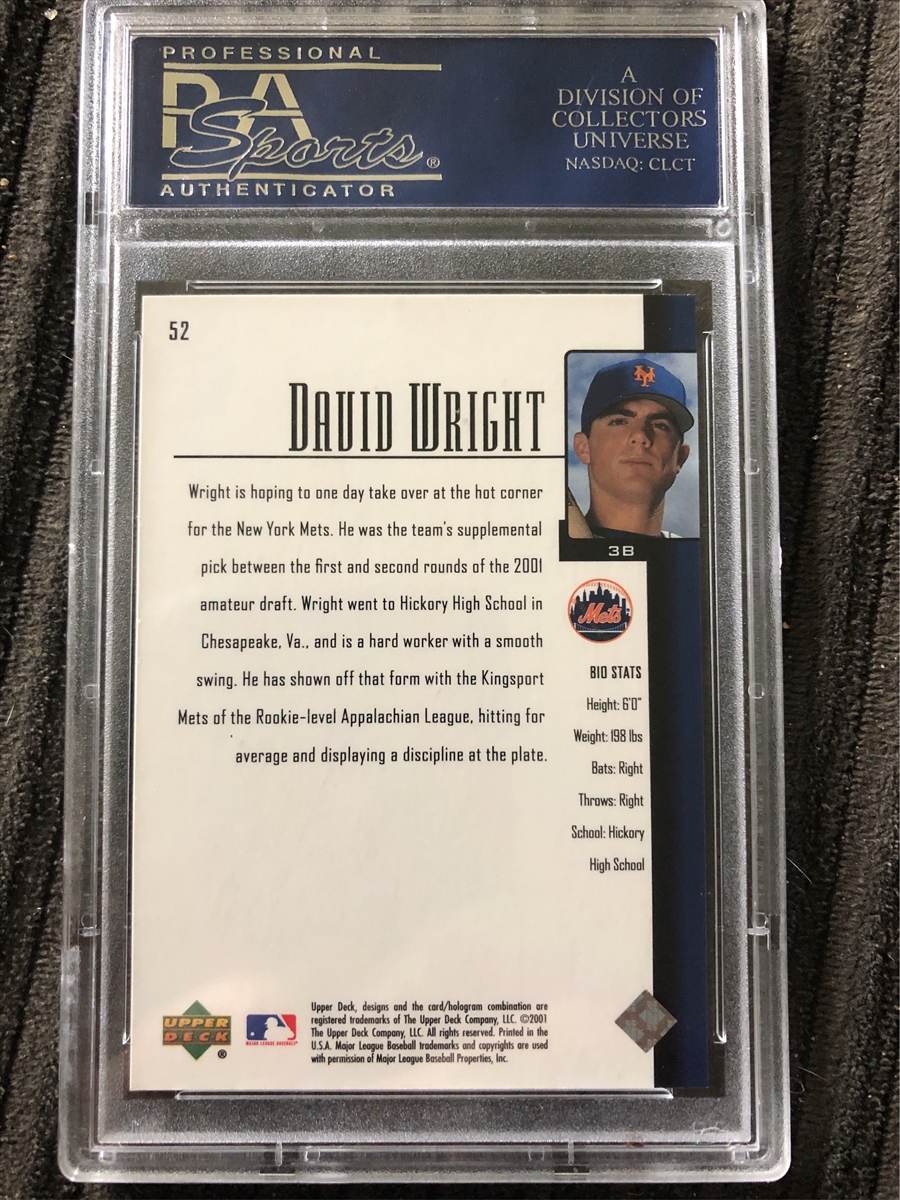 PROFESSIONAL
PSA
Sports®
AUTHENTICATOR
A
DIVISION OF
COLLECTORS
UNIVERSE
NASDAQ: CLCT
52
DAVID WRIGHT
Wright is hoping to one day take over at the hot corner
for the New York Mets. He was the team's supplemental
pick between the first and second rounds of the 2001
amateur draft. Wright went to Hickory High School in
Chesapeake, Va., and is a hard worker with a smooth
swing. He has shown off that form with the Kingsport
Mets of the Rookie-level Appalachian League, hitting for
average and displaying a discipline at the plate.
NY
3B
Mets
BIO STATS
Height: 6'0"
Weight: 198 lbs
Bats: Right
Throws: Right
School: Hickory
High School
UPPER
DECK®
MAJOR LEAGUE BASEBALL
Upper Deck, designs and the card/hologram combination are
registered trademarks of The Upper Deck Company, LLC. ©2001
The Upper Deck Company, LLC. All rights reserved. Printed in the
U.S.A. Major League Baseball trademarks and copyrights are used
with permission of Major League Baseball Properties, Inc.